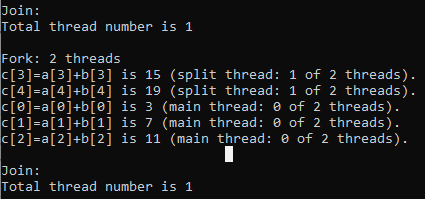 Join:
Total thread number is 1
Fork: 2 threads
c[3]=a[3]+b[3] is 15 (split thread: 1 of 2 threads).
c[4]=a[4]+b[4] is 19 (split thread: 1 of 2 threads).
c[0]=a[0]+b[0] is 3 (main thread: 0 of 2 threads).
c[1]=a[1]+b[1] is 7 (main thread: 0 of 2 threads).
c[2]=a[2]+b[2] is 11 (main thread: 0 of 2 threads).
Join:
Total thread number is 1